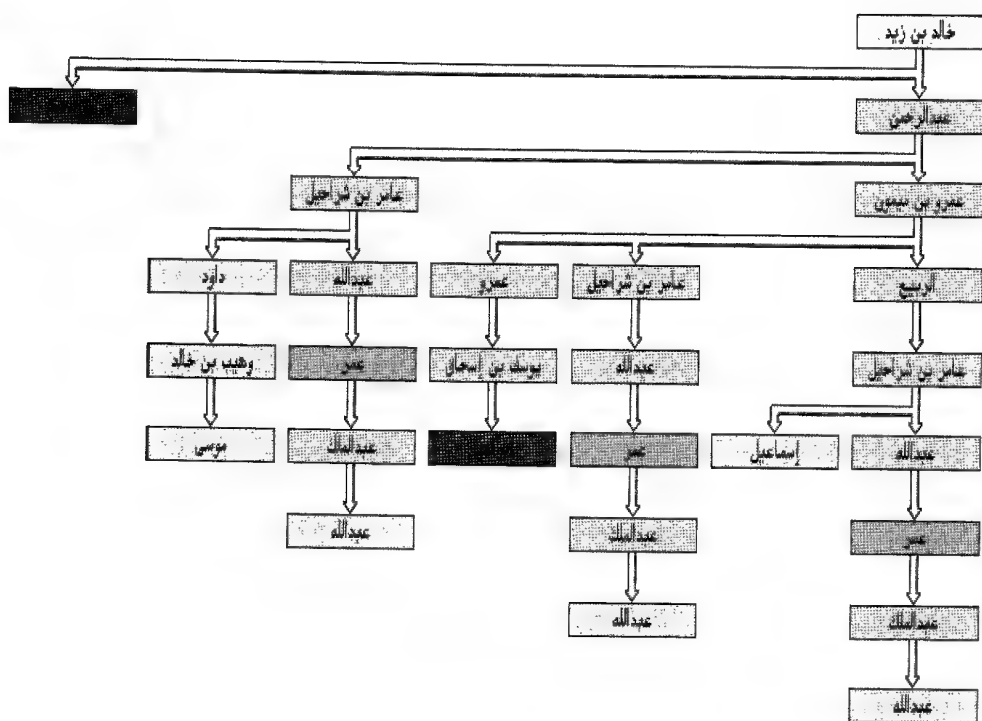 خالد بن زيد
عبدالرحمن
عامر بن شراحيل
عمرو بن ميمون
داود
عبدالله
عمرو
عامر بن شراحيل
الربيع
وهيب بن خالد
عمر
يوسف بن إسحاق
عبدالله
عامر بن شراحيل
موسى
عبدالملك
عمر
إسماعيل
عبدالله
عبدالله
عبدالملك
عمر
عبدالله
عبدالملك
عبدالله